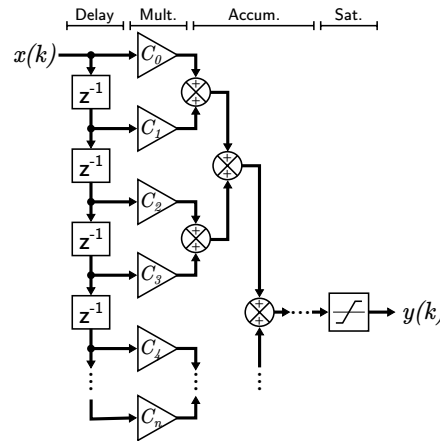 Delay Mult. Accum. Sat.
x(k)
C₀
z⁻¹
C₁
z⁻¹
C₂
z⁻¹
C₃
z⁻¹
C₄
Cₙ
+
+
+
+
+
+
+
+
y(k)